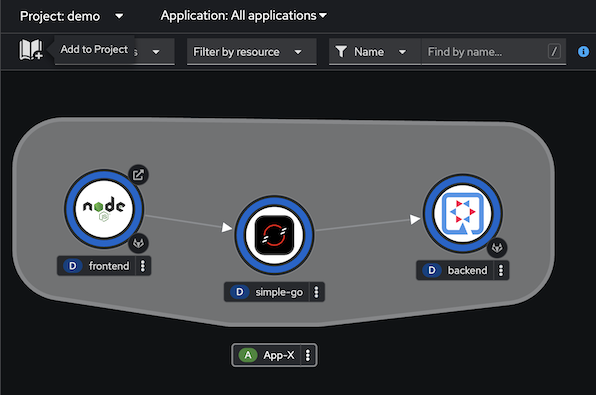 Project: demo
Application: All applications
Add to Project
s
Filter by resource
Name
Find by name...
/
node
JS
D frontend
D simple-go
D backend
A App-X